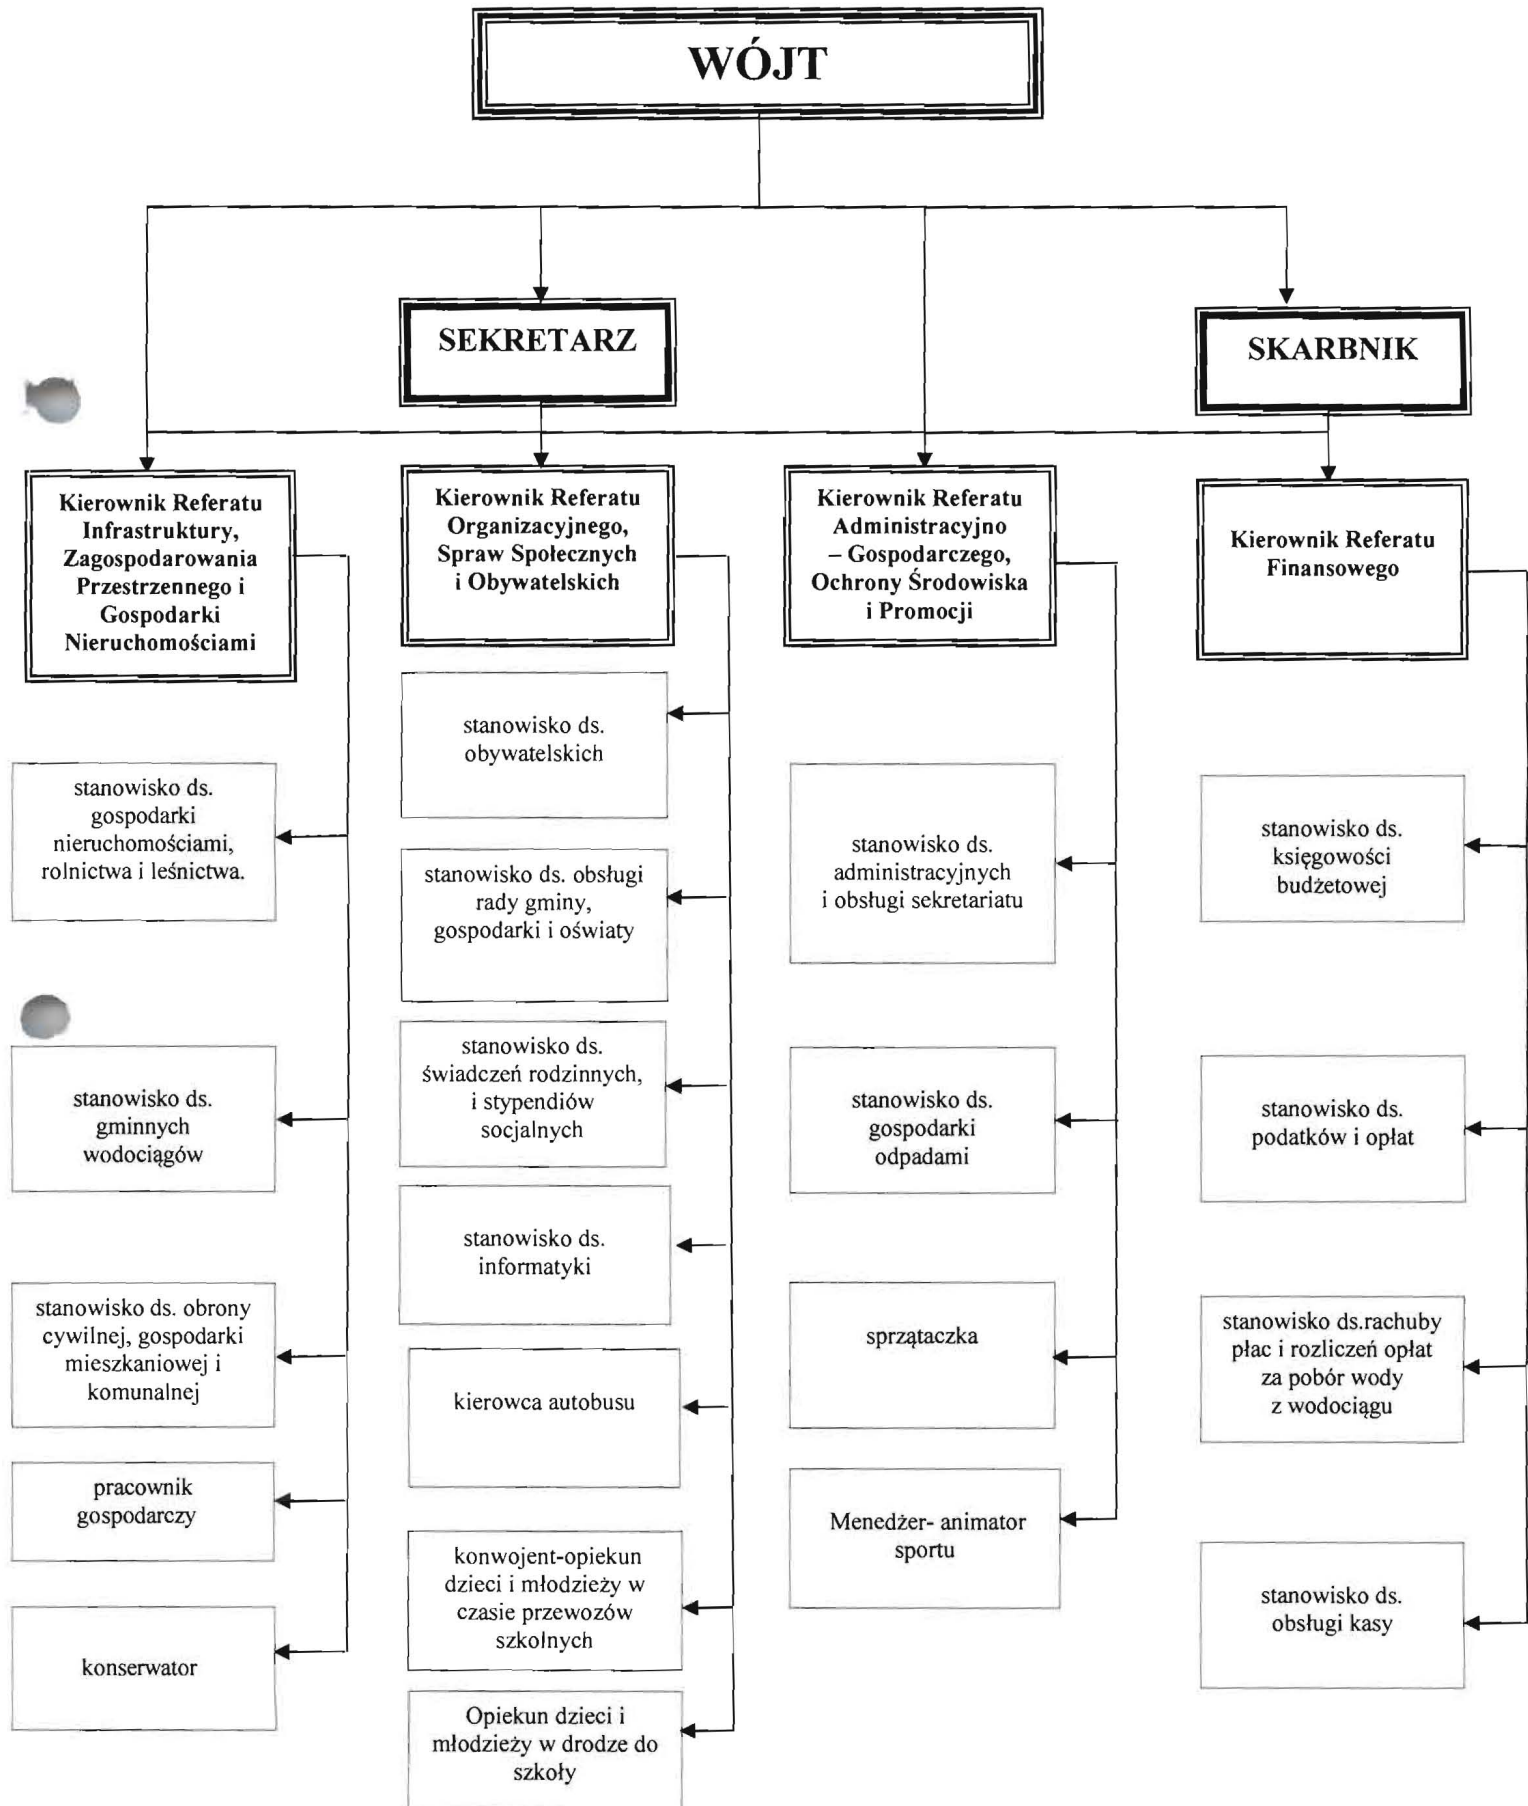 WÓJT
SEKRETARZ
SKARBNIK
Kierownik Referatu
Infrastruktury,
Zagospodarowania
Przestrzennego i
Gospodarki
Nieruchomościami
Kierownik Referatu
Organizacyjnego,
Spraw Społecznych
i Obywatelskich
Kierownik Referatu
Administracyjno
– Gospodarczego,
Ochrony Środowiska
i Promocji
Kierownik Referatu
Finansowego
stanowisko ds.
gospodarki
nieruchomościami,
rolnictwa i leśnictwa.
stanowisko ds.
gminnych
wodociągów
stanowisko ds. obrony
cywilnej, gospodarki
mieszkaniowej i
komunalnej
pracownik
gospodarczy
konserwator
stanowisko ds.
obywatelskich
stanowisko ds. obsługi
rady gminy,
gospodarki i oświaty
stanowisko ds.
świadczeń rodzinnych,
i stypendiów
socjalnych
stanowisko ds.
informatyki
kierowca autobusu
konwojent-opiekun
dzieci i młodzieży w
czasie przewozów
szkolnych
Opiekun dzieci i
młodzieży w drodze do
szkoły
stanowisko ds.
administracyjnych
i obsługi sekretariatu
stanowisko ds.
gospodarki
odpadami
sprzątaczka
Menedżer- animator
sportu
stanowisko ds.
księgowości
budżetowej
stanowisko ds.
podatków i opłat
stanowisko ds.rachuby
płac i rozliczeń opłat
za pobór wody
z wodociągu
stanowisko ds.
obsługi kasy